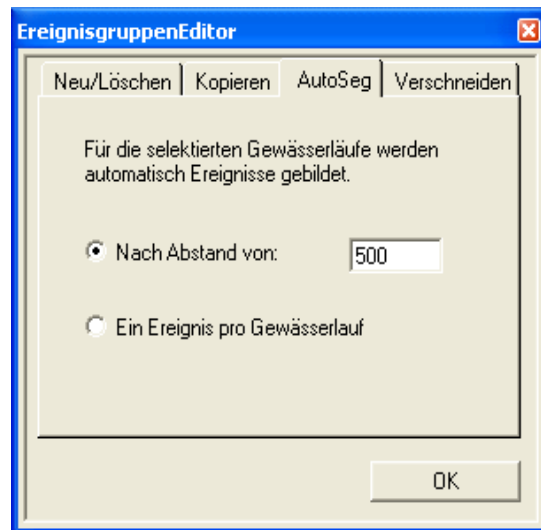 EreignisgruppenEditor
Neu/Löschen Kopieren AutoSeg Verschneiden
Für die selektierten Gewässerläufe werden
automatisch Ereignisse gebildet.
Nach Abstand von: 500
Ein Ereignis pro Gewässerlauf
OK